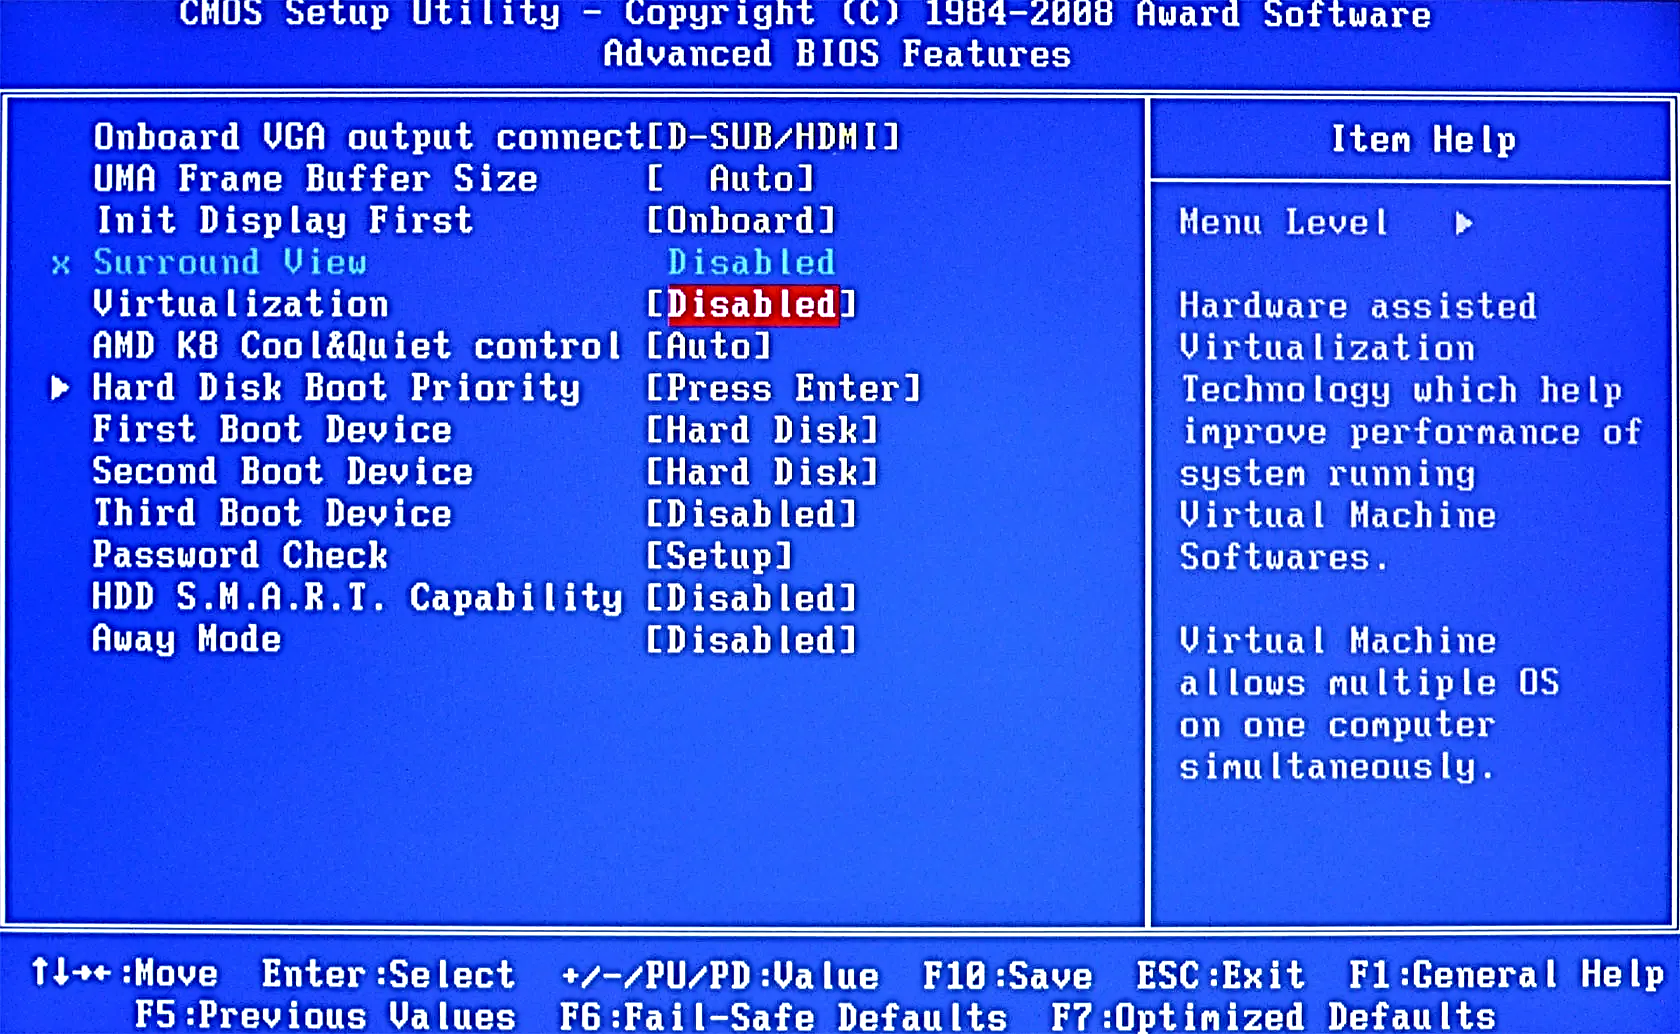 CMOS Setup Utility - Copyright (C) 1984-2008 Award Software
Advanced BIOS Features
Onboard VGA output connect[D-SUB/HDMI]
UMA Frame Buffer Size [ Auto]
Init Display First [Onboard]
x Surround View Disabled
Virtualization [Disabled]
AMD K8 Cool&Quiet control [Auto]
▶ Hard Disk Boot Priority [Press Enter]
First Boot Device [Hard Disk]
Second Boot Device [Hard Disk]
Third Boot Device [Disabled]
Password Check [Setup]
HDD S.M.A.R.T. Capability [Disabled]
Away Mode [Disabled]
Item Help
Menu Level ▶
Hardware assisted
Virtualization
Technology which help
improve performance of
system running
Virtual Machine
Softwares.
Virtual Machine
allows multiple OS
on one computer
simultaneously.
↑↓→←:Move Enter:Select +/-/PU/PD:Value F10:Save ESC:Exit F1:General Help
F5:Previous Values F6:Fail-Safe Defaults F7:Optimized Defaults